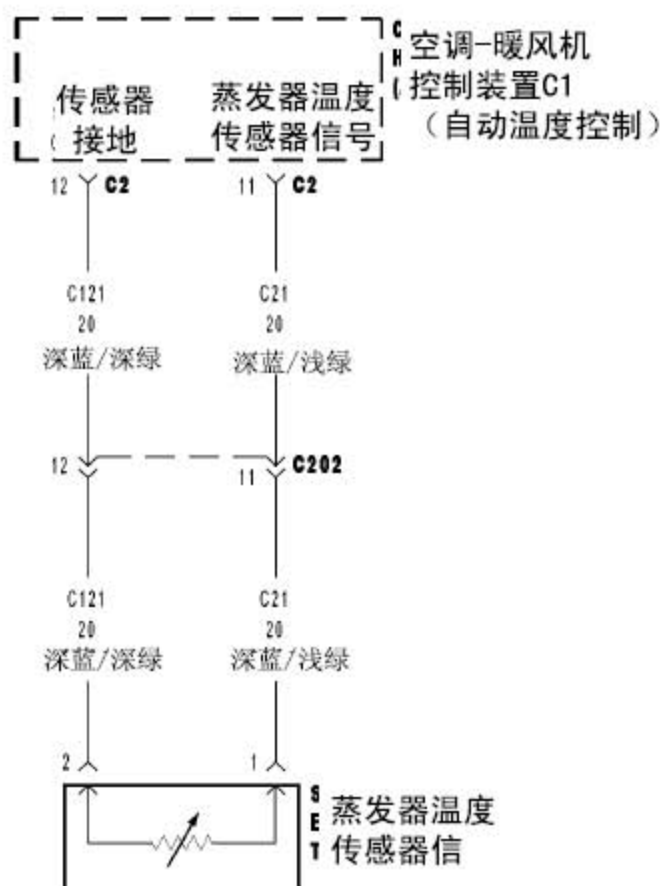 空调-暖风机
控制装置C1
（自动温度控制）
传感器
接地
蒸发器温度
传感器信号
12 C2
11 C2
C121
20
深蓝/深绿
C21
20
深蓝/浅绿
12
11
C202
C121
20
深蓝/深绿
C21
20
深蓝/浅绿
2
1
S
E
T
蒸发器温度
传感器信